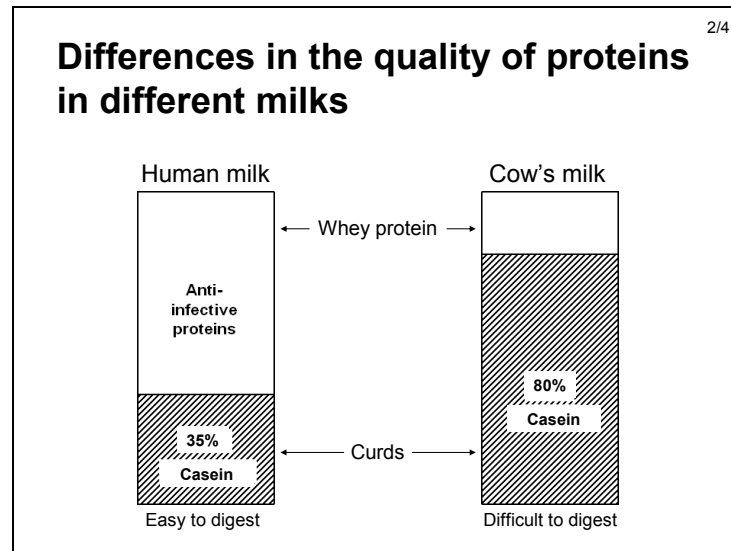 2/4
Differences in the quality of proteins
in different milks
Human milk
Cow's milk
Whey protein
Anti-
infective
proteins
80%
Casein
35%
Casein
Curds
Easy to digest
Difficult to digest